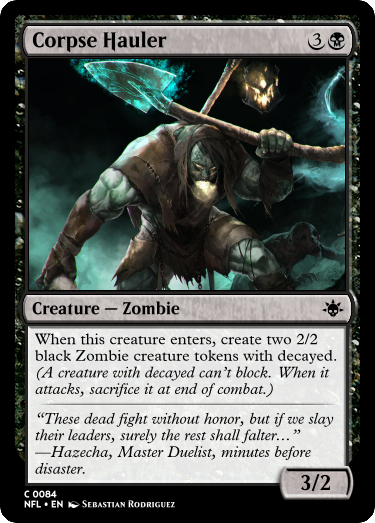 Corpse Hauler 3
Creature — Zombie
When this creature enters, create two 2/2
black Zombie creature tokens with decayed.
(A creature with decayed can't block. When it
attacks, sacrifice it at end of combat.)
"These dead fight without honor, but if we slay
their leaders, surely the rest shall falter..."
—Hazecha, Master Duelist, minutes before
disaster.
3/2
C 0084
NFL • EN Sebastian Rodriguez